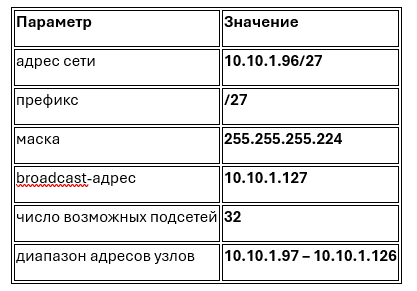 Параметр Значение
адрес сети 10.10.1.96/27
префикс /27
маска 255.255.255.224
broadcast-адрес 10.10.1.127
число возможных подсетей 32
диапазон адресов узлов 10.10.1.97 – 10.10.1.126